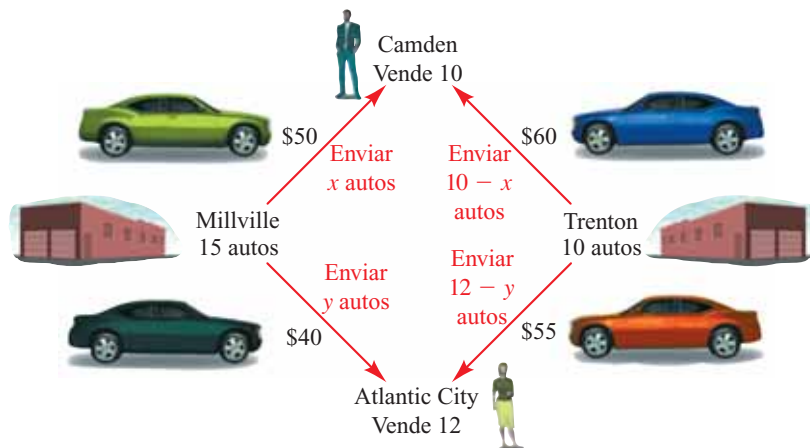 Camden
Vende 10
$50
$60
Enviar
x autos
Enviar
10 − x
autos
Millville
15 autos
Trenton
10 autos
Enviar
y autos
Enviar
12 − y
autos
$40
$55
Atlantic City
Vende 12